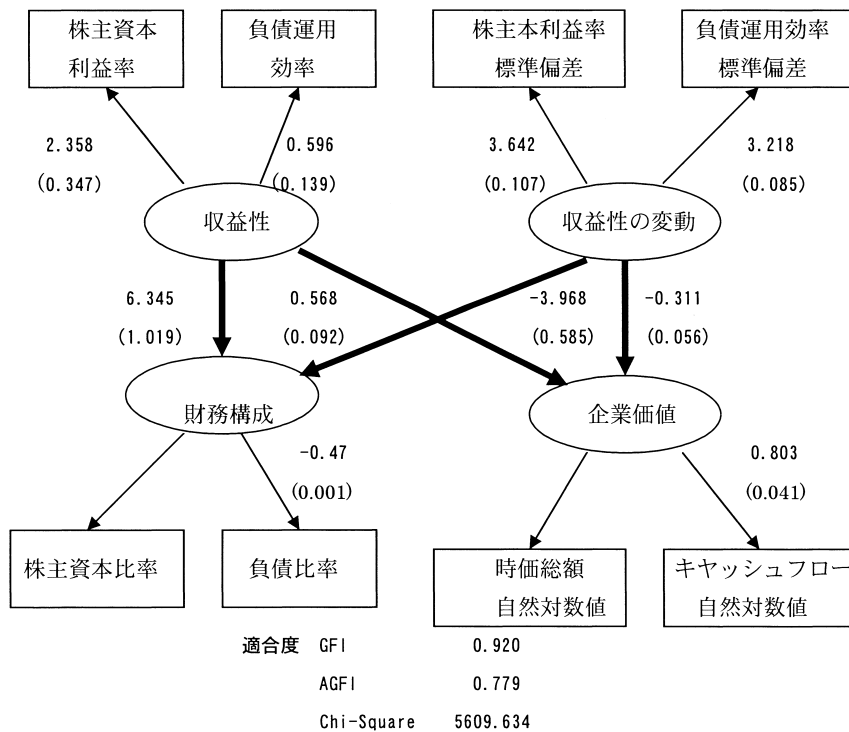 株主資本
利益率
負債運用
効率
株主本利益率
標準偏差
負債運用効率
標準偏差
2.358
(0.347)
0.596
(0.139)
3.642
(0.107)
3.218
(0.085)
収益性
収益性の変動
6.345
(1.019)
0.568
(0.092)
-3.968
(0.585)
-0.311
(0.056)
財務構成
企業価値
-0.47
(0.001)
0.803
(0.041)
株主資本比率
負債比率
時価総額
自然対数値
キヤッシュフロー
自然対数値
適合度 GFI 0.920
AGFI 0.779
Chi-Square 5609.634